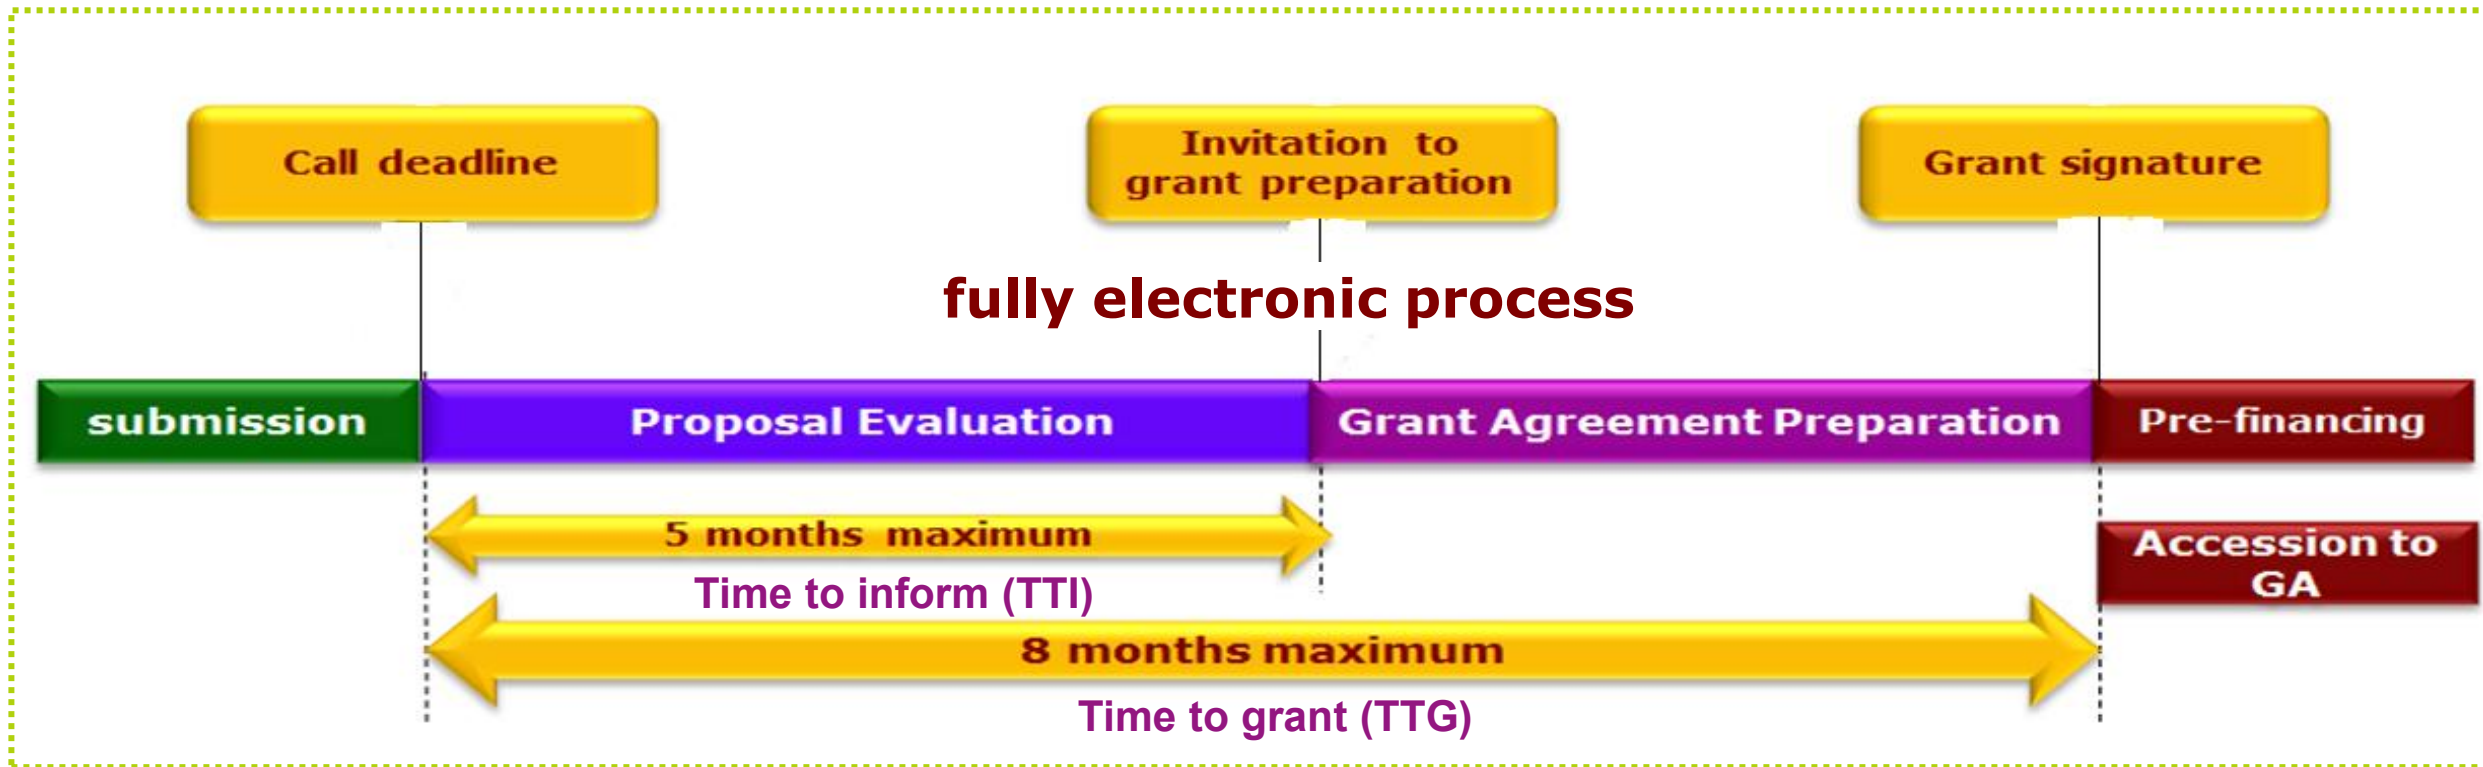 Call deadline
Invitation to
grant preparation
Grant signature
fully electronic process
submission
Proposal Evaluation
Grant Agreement Preparation
Pre-financing
5 months maximum
Accession to
GA
Time to inform (TTI)
8 months maximum
Time to grant (TTG)